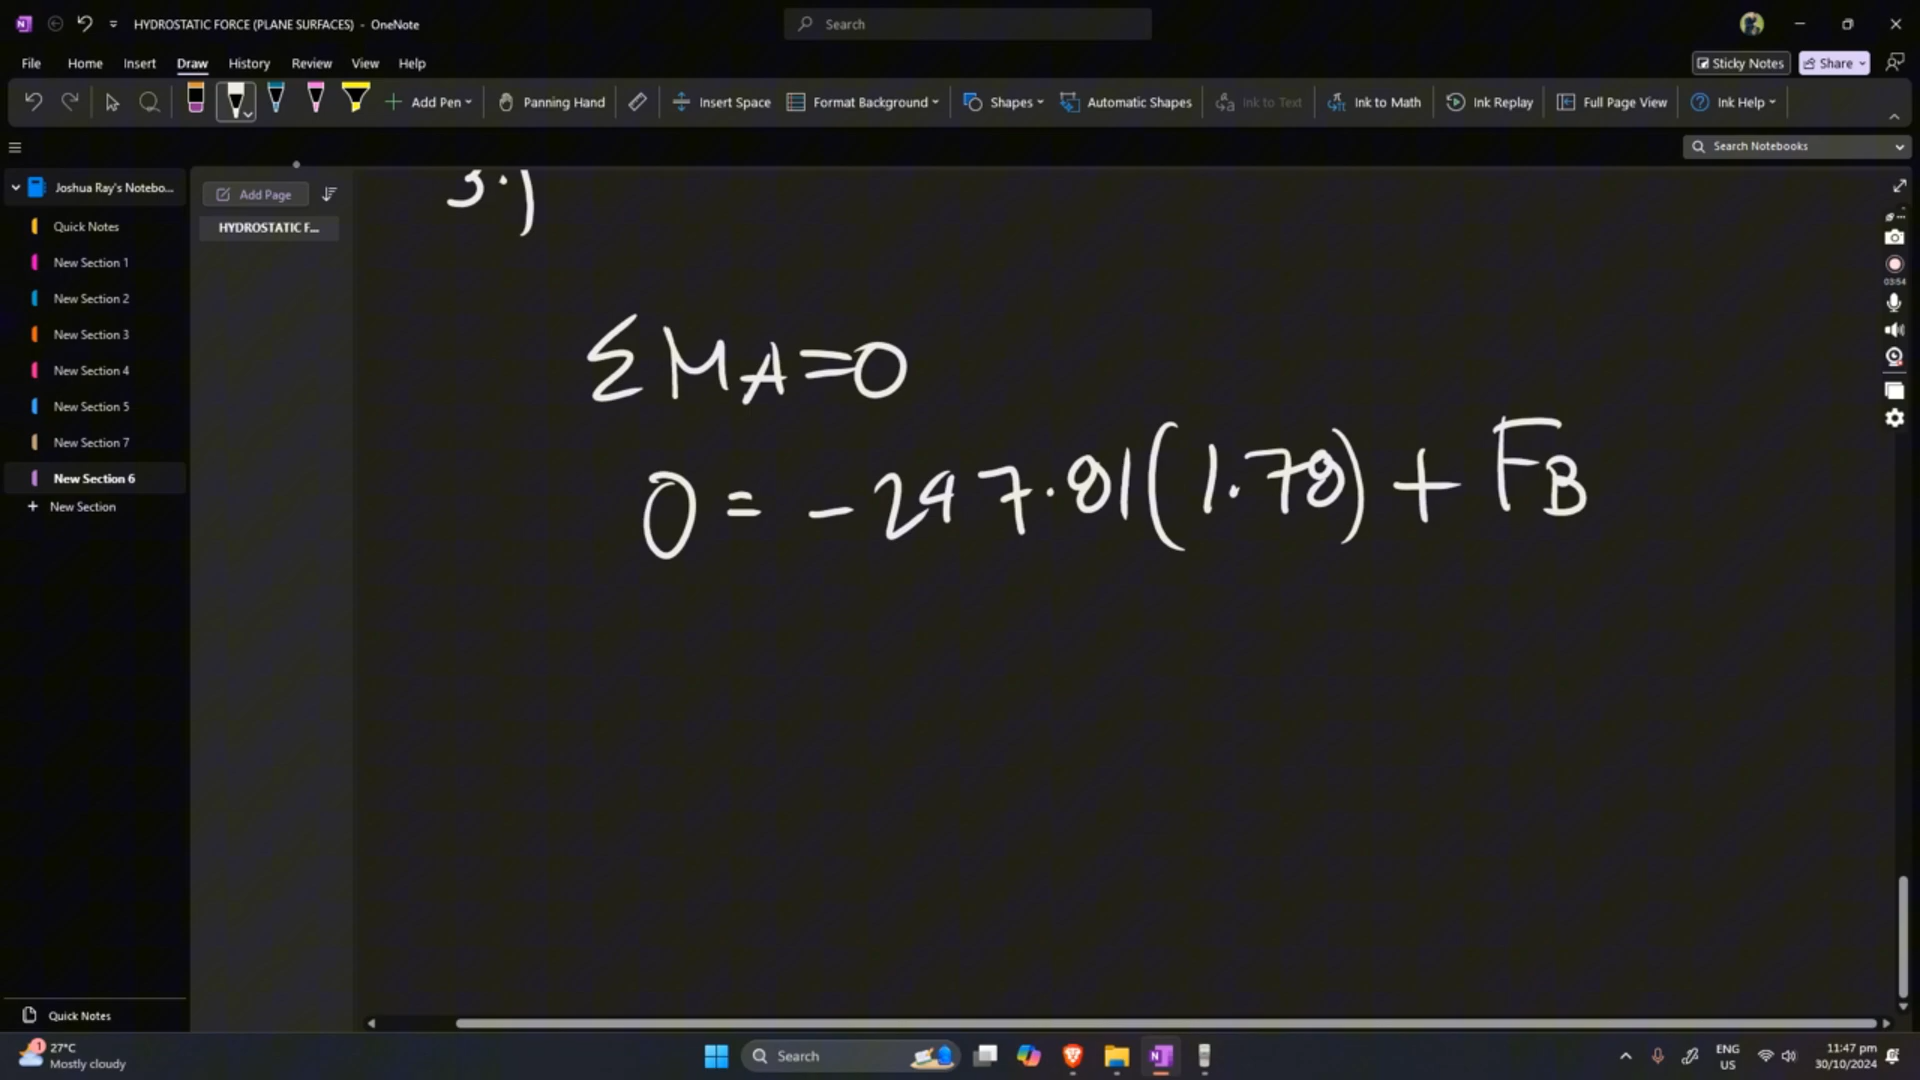 HYDROSTATIC FORCE (PLANE SURFACES) - OneNote
Search
File Home Insert Draw History Review View Help
Sticky Notes Share
Add Pen Panning Hand Insert Space Format Background Shapes Automatic Shapes Ink to Text Ink to Math Ink Replay Full Page View Ink Help
Search Notebooks
Joshua Ray's Notebo...
Quick Notes
New Section 1
New Section 2
New Section 3
New Section 4
New Section 5
New Section 7
New Section 6
New Section
Add Page
HYDROSTATIC F...
ΣMA=0
0 = -247.81(1.78) + FB
03:54
Quick Notes
27°C
Mostly cloudy
Search
ENG
US
11:47 pm
30/10/2024